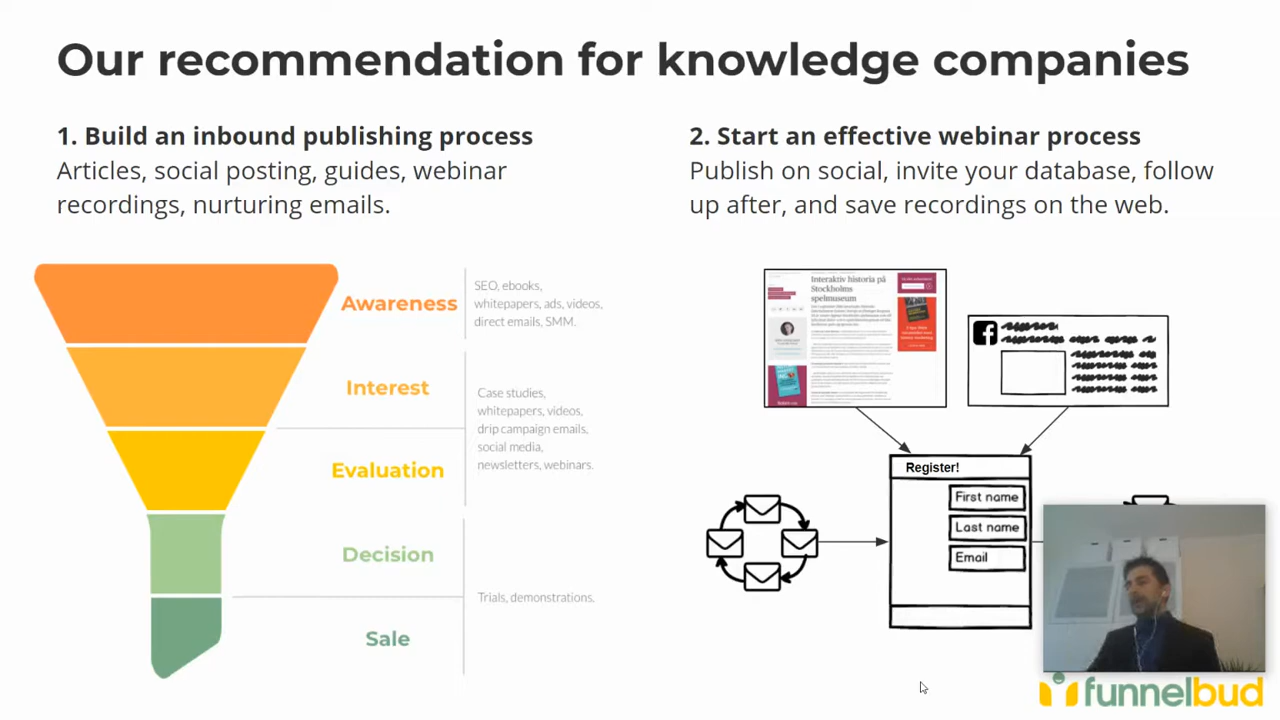 Our recommendation for knowledge companies
1. Build an inbound publishing process
Articles, social posting, guides, webinar
recordings, nurturing emails.
2. Start an effective webinar process
Publish on social, invite your database, follow
up after, and save recordings on the web.
Awareness
SEO, ebooks,
whitepapers, ads, videos,
direct emails, SMM.
Interest
Evaluation
Case studies,
whitepapers, videos,
drip campaign emails,
social media,
newsletters, webinars.
Decision
Sale
Trials, demonstrations.
Interaktiv historia på
Stockholms
spelmuseum
Register!
First name
Last name
Email
funnelbud